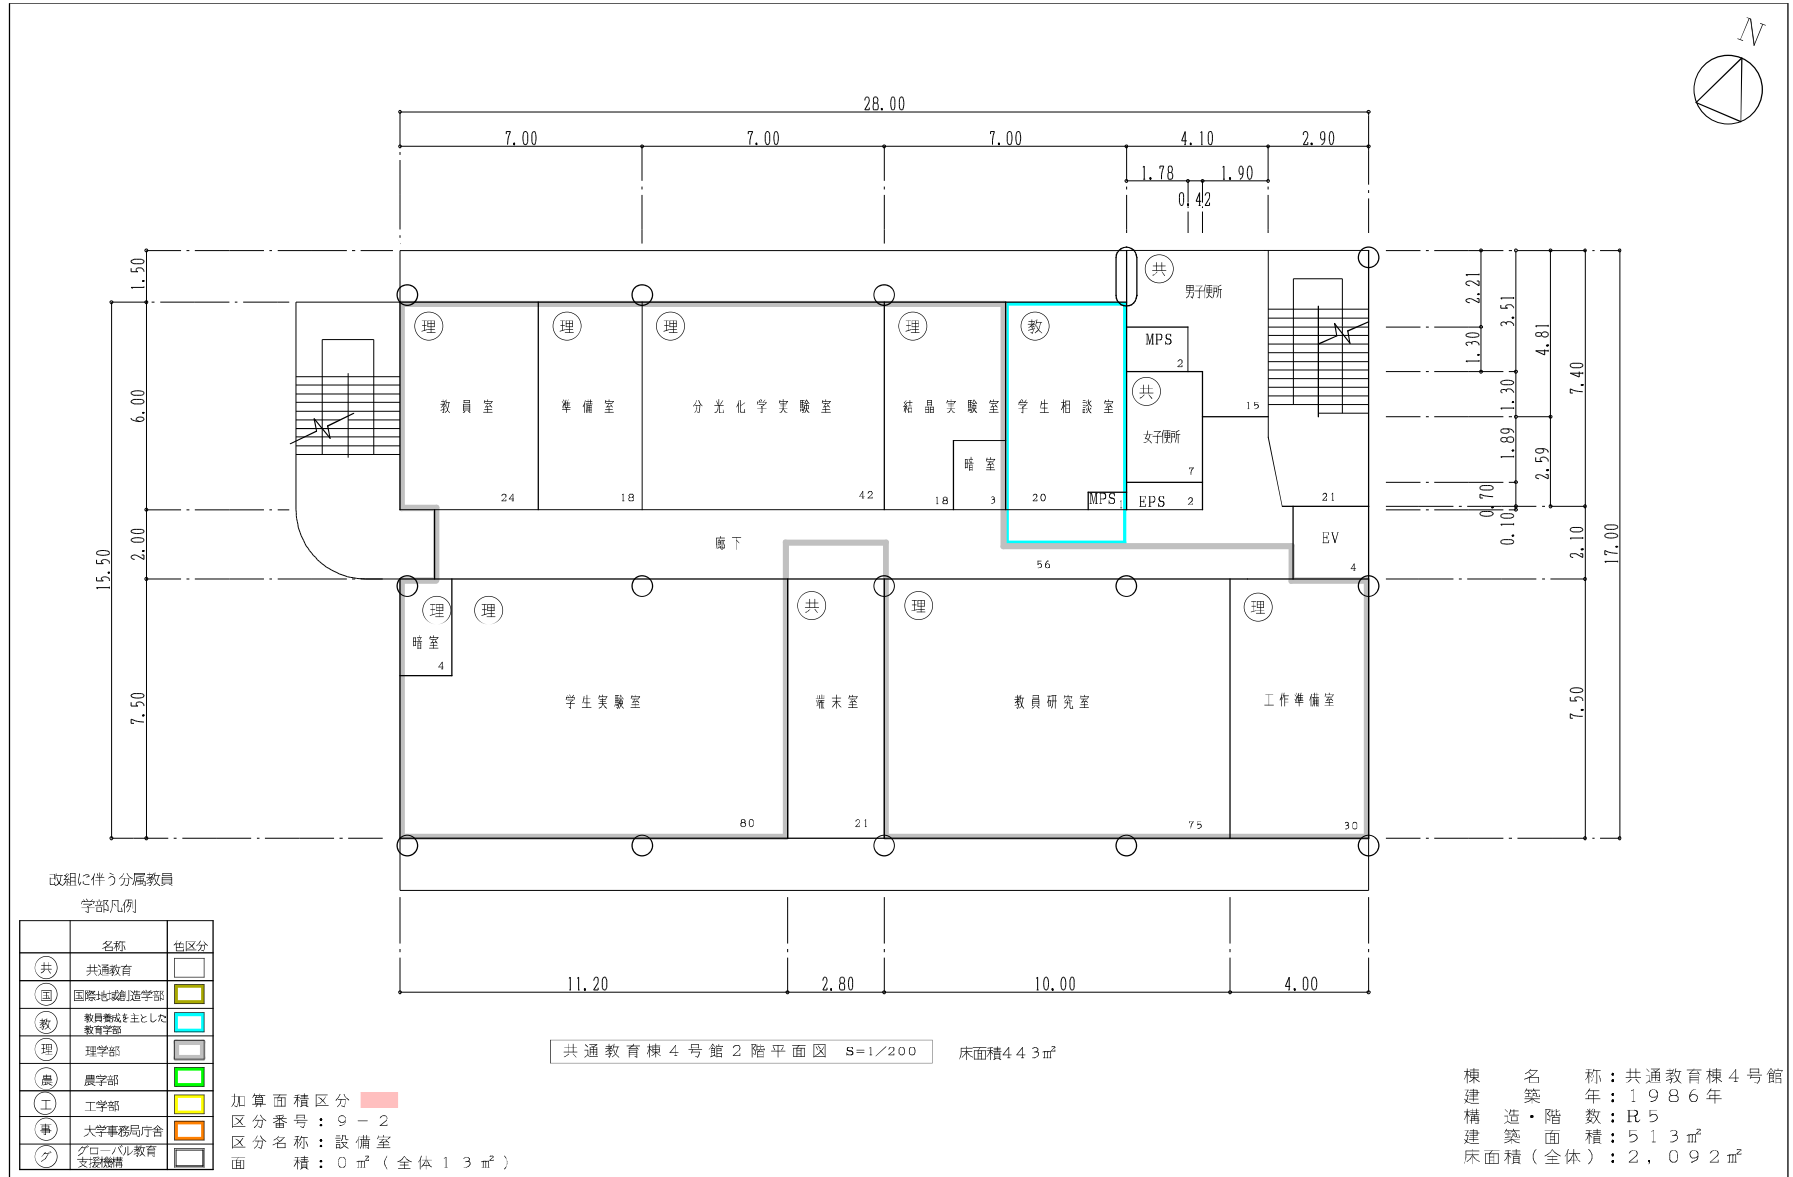 N
28.00
7.00
7.00
7.00
4.10
2.90
1.78
1.90
0.42
1.50
6.00
2.00
7.50
15.50
2.21
1.30
3.51
1.30
1.89
0.70
0.10
4.81
2.59
7.40
2.10
7.50
17.00
共
男子便所
理
理
理
理
教
MPS
2
共
教員室
準備室
分光化学実験室
結晶実験室
学生相談室
15
女子便所
暗室
7
24
18
42
18
3
20
MPS
1
EPS
2
21
廊下
EV
56
4
理
理
共
理
理
暗室
4
学生実験室
端末室
教員研究室
工作準備室
80
21
75
30
11.20
2.80
10.00
4.00
改組に伴う分属教員
学部凡例
名称 色区分
共 共通教育
国 国際地域創造学部
教 教員養成を主とした
教育学部
理 理学部
農 農学部
工 工学部
事 大学事務局庁舎
グ グローバル教育
支援機構
共通教育棟4号館2階平面図 S=1/200
床面積443㎡
加算面積区分
区分番号：9－2
区分名称：設備室
面　　積：0㎡（全体13㎡）
棟名称：共通教育棟4号館
建築年：1986年
構造・階数：R5
建築面積：513㎡
床面積（全体）：2，092㎡